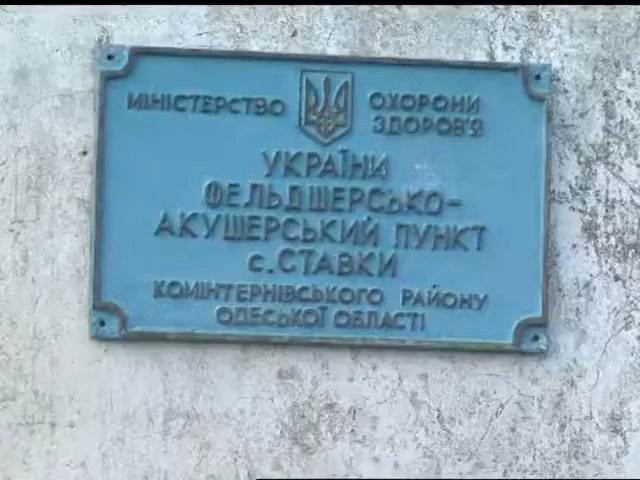 МІНІСТЕРСТВО ОХОРОНИ
ЗДОРОВ'Я
УКРАЇНИ
ФЕЛЬДШЕРСЬКО-
АКУШЕРСЬКИЙ ПУНКТ
с. СТАВКИ
КОМІНТЕРНІВСЬКОГО РАЙОНУ
ОДЕСЬКОЇ ОБЛАСТІ